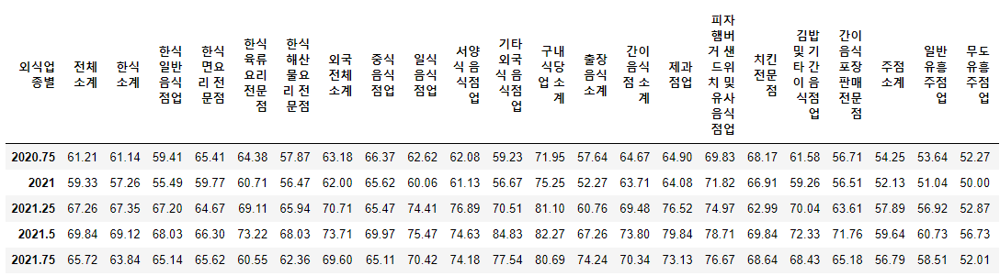 외식업
종별
전체
소계
한식
소계
한식
일반
음식
점업
한식
면요
리 전
문점
한식
육류
요리
전문
점
한식
해산
물요
리 전
문점
외국
전체
소계
중식
음식
점업
일식
음식
점업
서양
식 음
식점
업
기타
외국
식 음
식점
업
구내
식당
업 소
계
출장
음식
소계
간이
음식
점 소
계
제과
점업
피자
햄버
거 샌
드위
치 및
유사
음식
점업
치킨
전문
점
김밥
및 기
타 간
이 음
식점
업
간이
음식
포장
판매
전문
점
주점
소계
일반
유흥
주점
업
무도
유흥
주점
업
2020.75 61.21 61.14 59.41 65.41 64.38 57.87 63.18 66.37 62.62 62.08 59.23 71.95 57.64 64.67 64.90 69.83 68.17 61.58 56.71 54.25 53.64 52.27
2021 59.33 57.26 55.49 59.77 60.71 56.47 62.00 65.62 60.06 61.13 56.67 75.25 52.27 63.71 64.08 71.82 66.91 59.26 56.51 52.13 51.04 50.00
2021.25 67.26 67.35 67.20 64.67 69.11 65.94 70.71 65.47 74.41 76.89 70.51 81.10 60.76 69.48 76.52 74.97 62.99 70.04 63.61 57.89 56.92 52.87
2021.5 69.84 69.12 68.03 66.30 73.22 68.03 73.71 69.97 75.47 74.63 84.83 82.27 67.26 73.80 79.84 78.71 69.84 72.33 71.76 59.64 60.73 56.73
2021.75 65.72 63.84 65.14 65.62 60.55 62.36 69.60 65.11 70.42 74.18 77.54 80.69 74.24 70.34 73.13 76.67 68.64 68.43 65.18 56.79 58.51 52.01